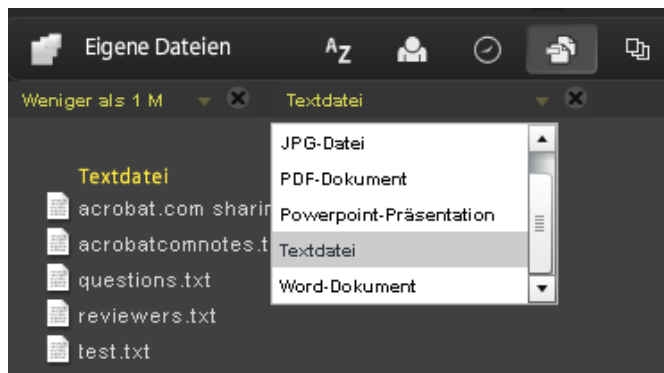 Eigene Dateien AZ
Weniger als 1 M Textdatei
JPG-Datei
PDF-Dokument
Powerpoint-Präsentation
Textdatei
Word-Dokument
Textdatei
acrobat.com sharin
acrobatcomnotes.t
questions.txt
reviewers.txt
test.txt